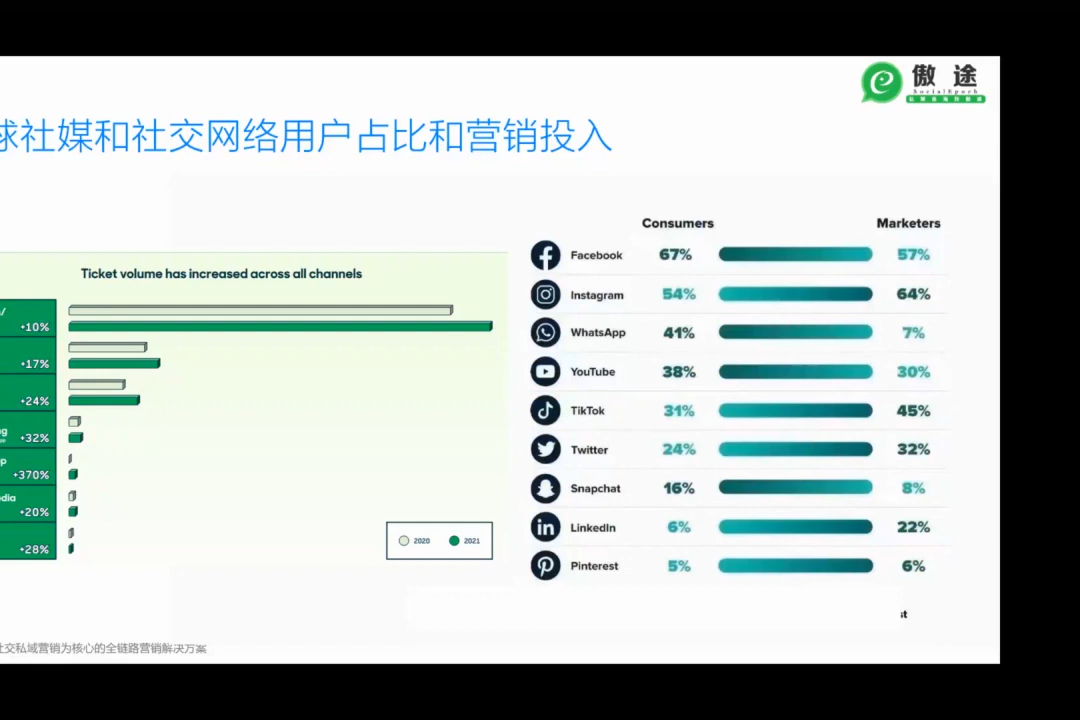 傲途
SocialEpoch
球社媒和社交网络用户占比和营销投入
Ticket volume has increased across all channels
+10%
+17%
+24%
+32%
+370%
dia
+20%
+28%
2020
2021
Consumers Marketers
Facebook 67% 57%
Instagram 54% 64%
WhatsApp 41% 7%
YouTube 38% 30%
TikTok 31% 45%
Twitter 24% 32%
Snapchat 16% 8%
LinkedIn 6% 22%
Pinterest 5% 6%
社交私域营销为核心的全链路营销解决方案